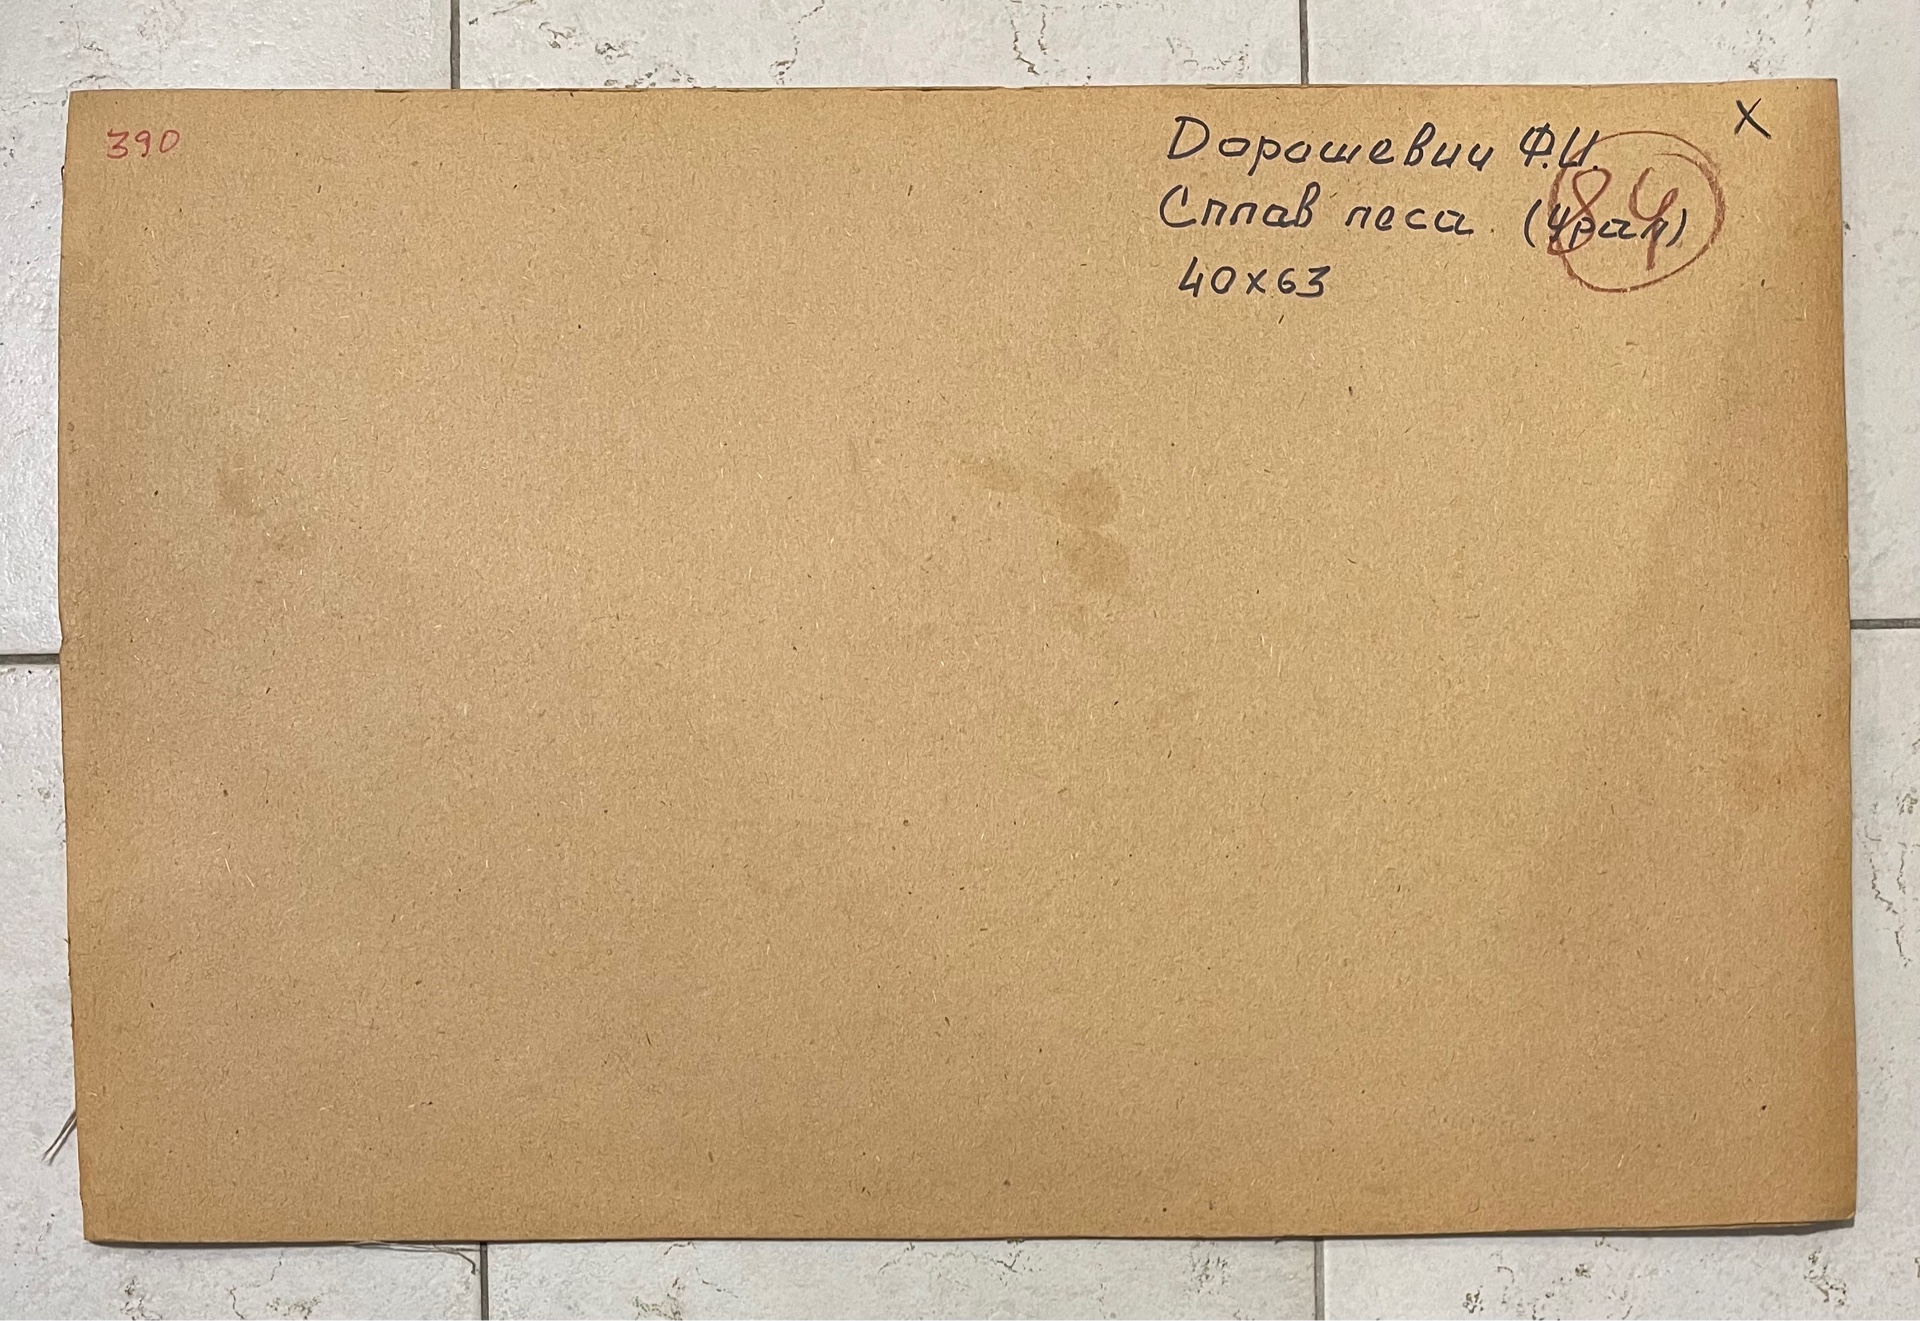 390
X
Дорошевич Ф.И.
Сплав леса (Урал)
84
40х63